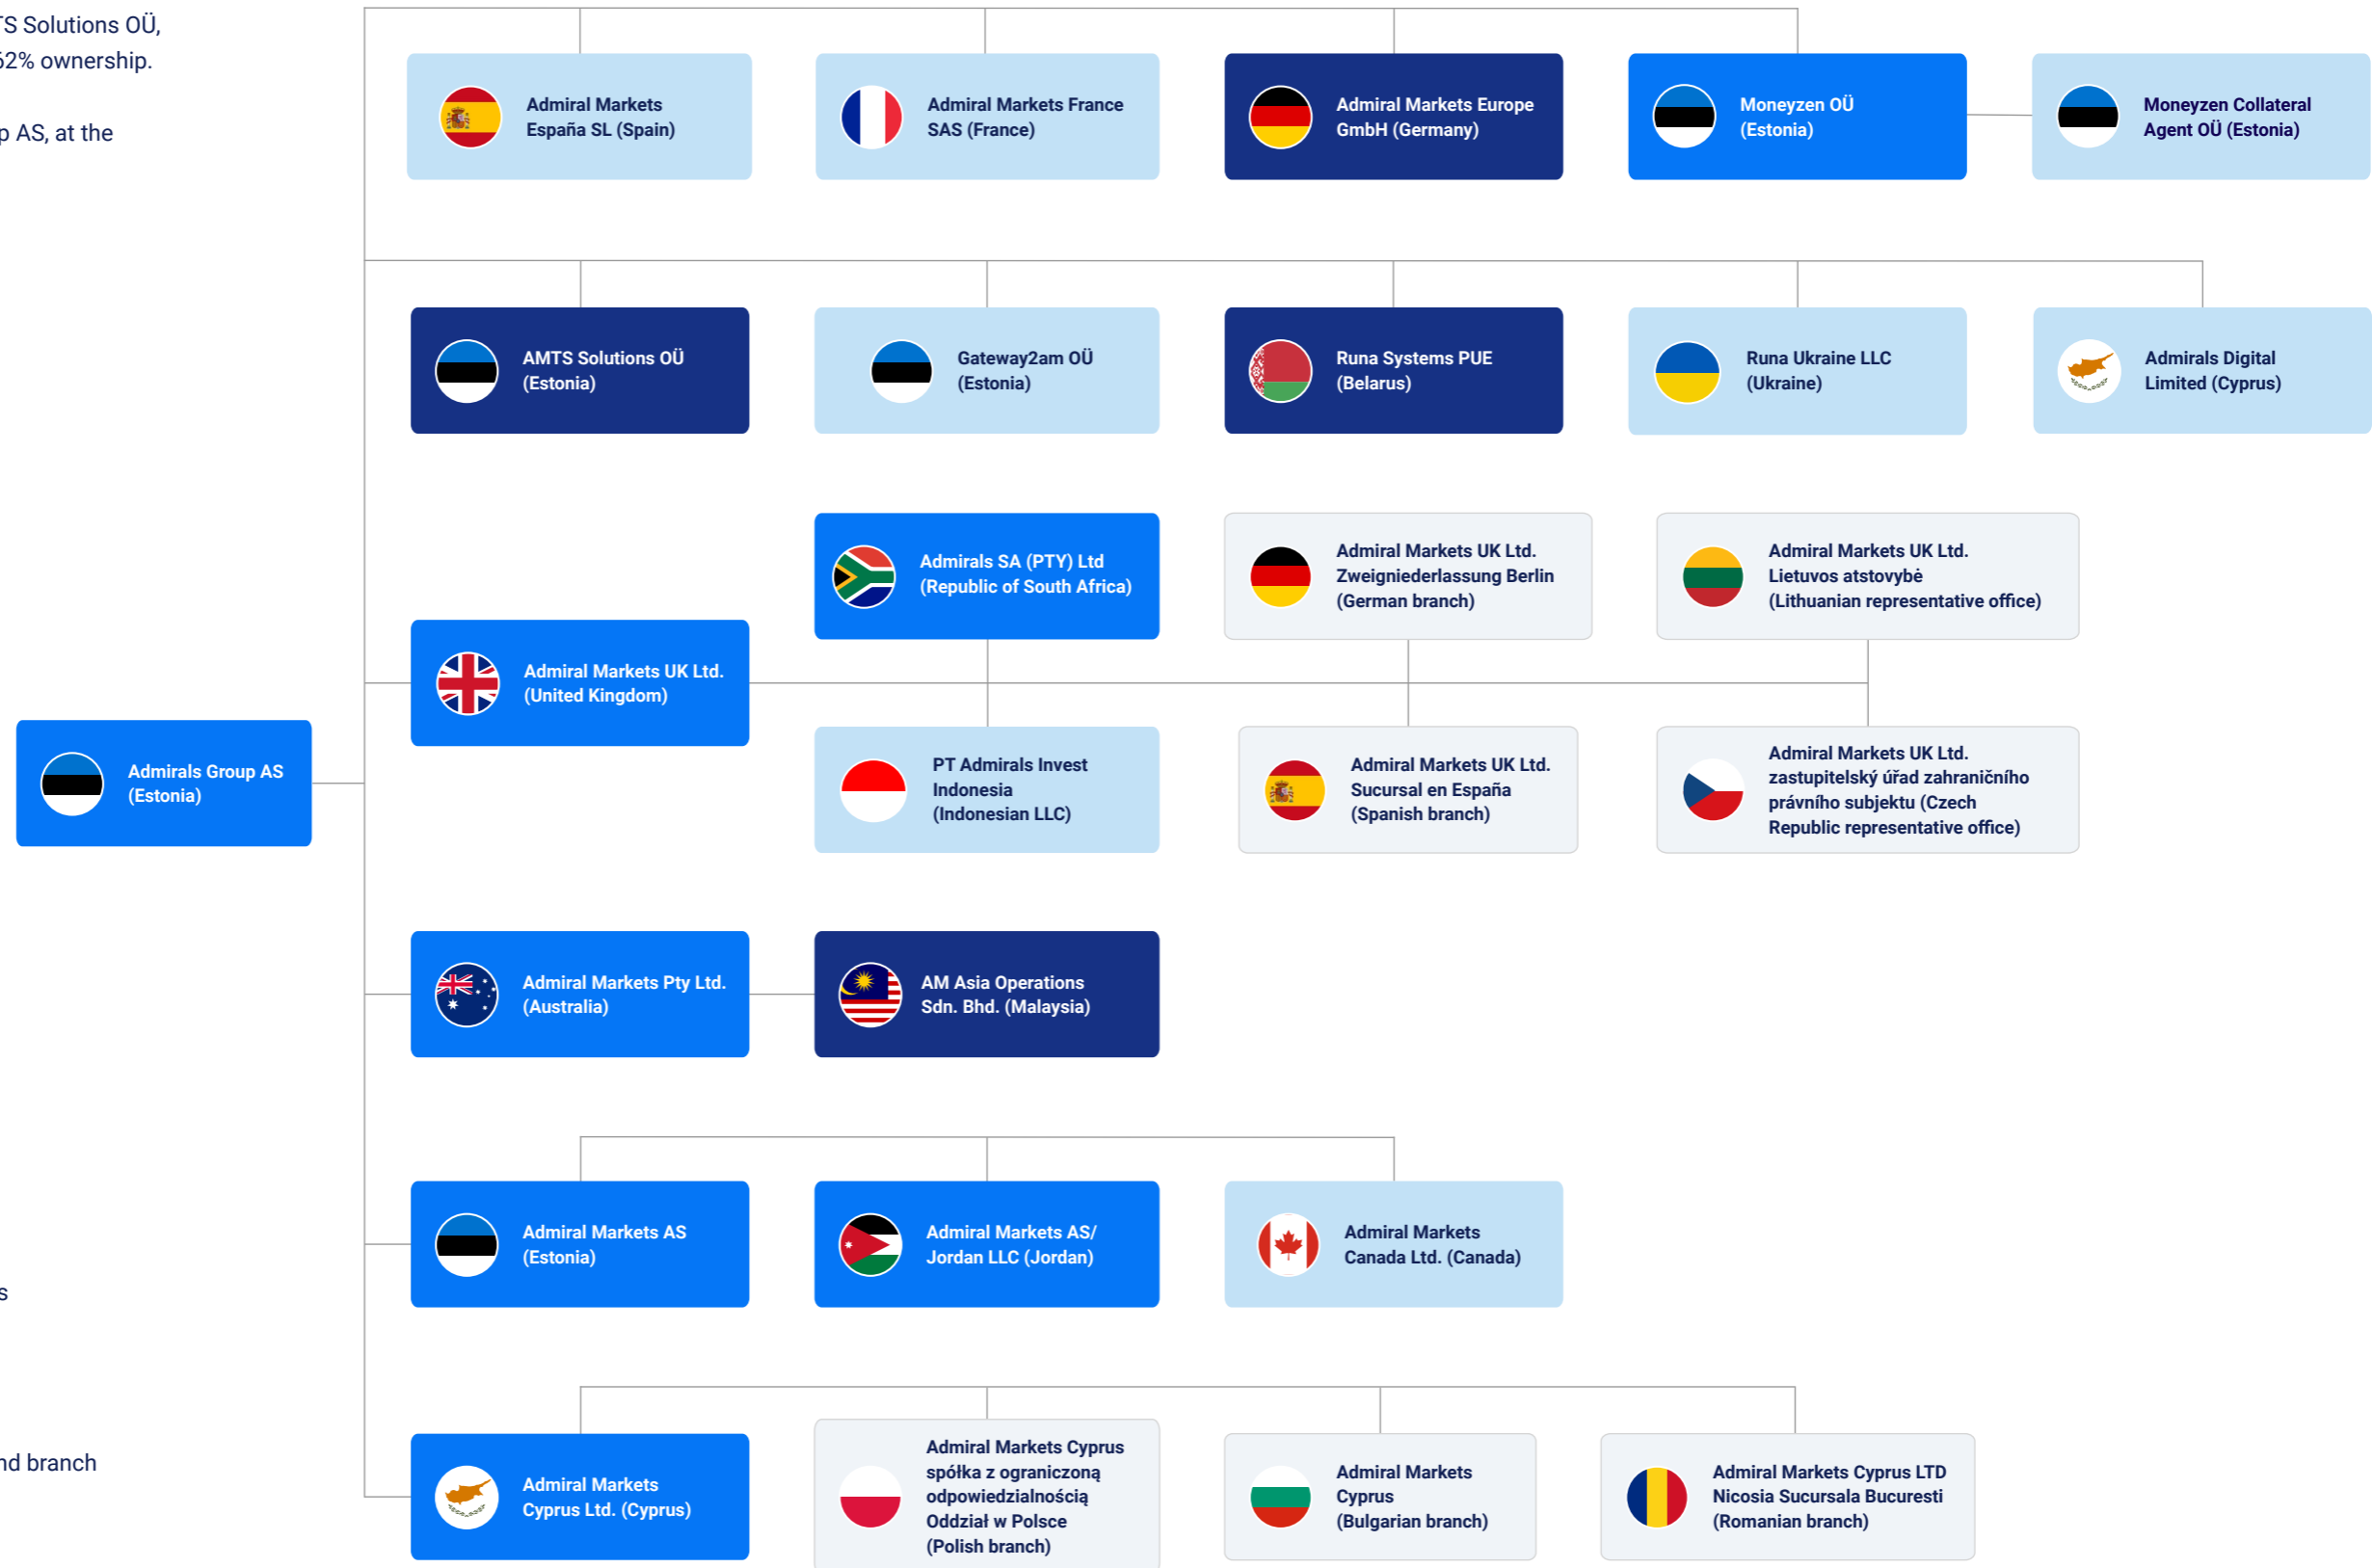 TS Solutions OÜ,
62% ownership.
p AS, at the
Admiral Markets
España SL (Spain)
Admiral Markets France
SAS (France)
Admiral Markets Europe
GmbH (Germany)
Moneyzen OÜ
(Estonia)
Moneyzen Collateral
Agent OÜ (Estonia)
AMTS Solutions OÜ
(Estonia)
Gateway2am OÜ
(Estonia)
Runa Systems PUE
(Belarus)
Runa Ukraine LLC
(Ukraine)
Admirals Digital
Limited (Cyprus)
Admirals SA (PTY) Ltd
(Republic of South Africa)
Admiral Markets UK Ltd.
Zweigniederlassung Berlin
(German branch)
Admiral Markets UK Ltd.
Lietuvos atstovybė
(Lithuanian representative office)
Admiral Markets UK Ltd.
(United Kingdom)
Admirals Group AS
(Estonia)
PT Admirals Invest
Indonesia
(Indonesian LLC)
Admiral Markets UK Ltd.
Sucursal en España
(Spanish branch)
Admiral Markets UK Ltd.
zastupitelský úřad zahraničního
právního subjektu (Czech
Republic representative office)
Admiral Markets Pty Ltd.
(Australia)
AM Asia Operations
Sdn. Bhd. (Malaysia)
Admiral Markets AS
(Estonia)
Admiral Markets AS/
Jordan LLC (Jordan)
Admiral Markets
Canada Ltd. (Canada)
s
nd branch
Admiral Markets
Cyprus Ltd. (Cyprus)
Admiral Markets Cyprus
spółka z ograniczoną
odpowiedzialnością
Oddział w Polsce
(Polish branch)
Admiral Markets
Cyprus
(Bulgarian branch)
Admiral Markets Cyprus LTD
Nicosia Sucursala Bucuresti
(Romanian branch)